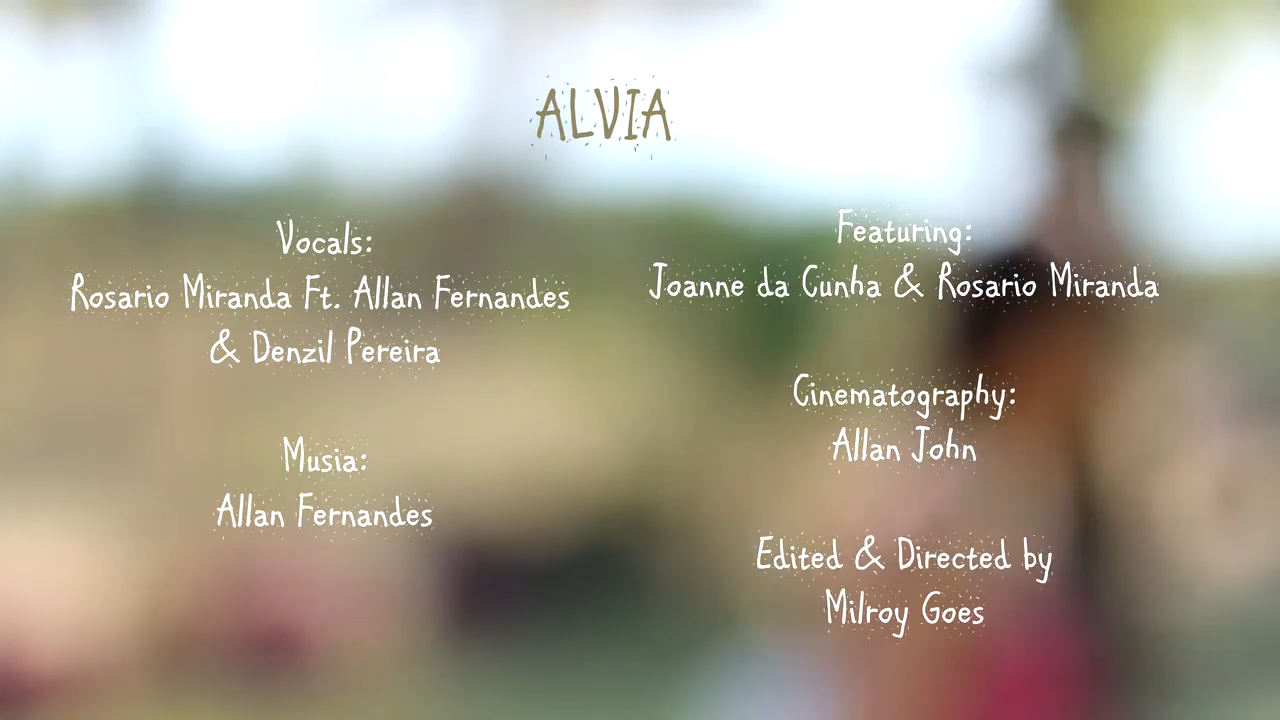 ALVIA
Vocals:
Rosario Miranda Ft. Allan Fernandes
& Denzil Pereira
Musia:
Allan Fernandes
Featuring:
Joanne da Cunha & Rosario Miranda
Cinematography:
Allan John
Edited & Directed by
Milroy Goes